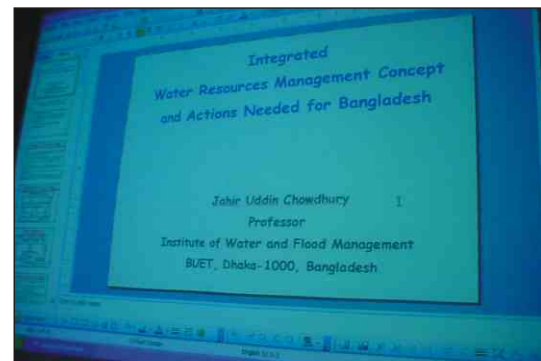 Integrated
Water Resources Management Concept
and Actions Needed for Bangladesh
Jahir Uddin Chowdhury
Professor
Institute of Water and Flood Management
BUET, Dhaka-1000, Bangladesh